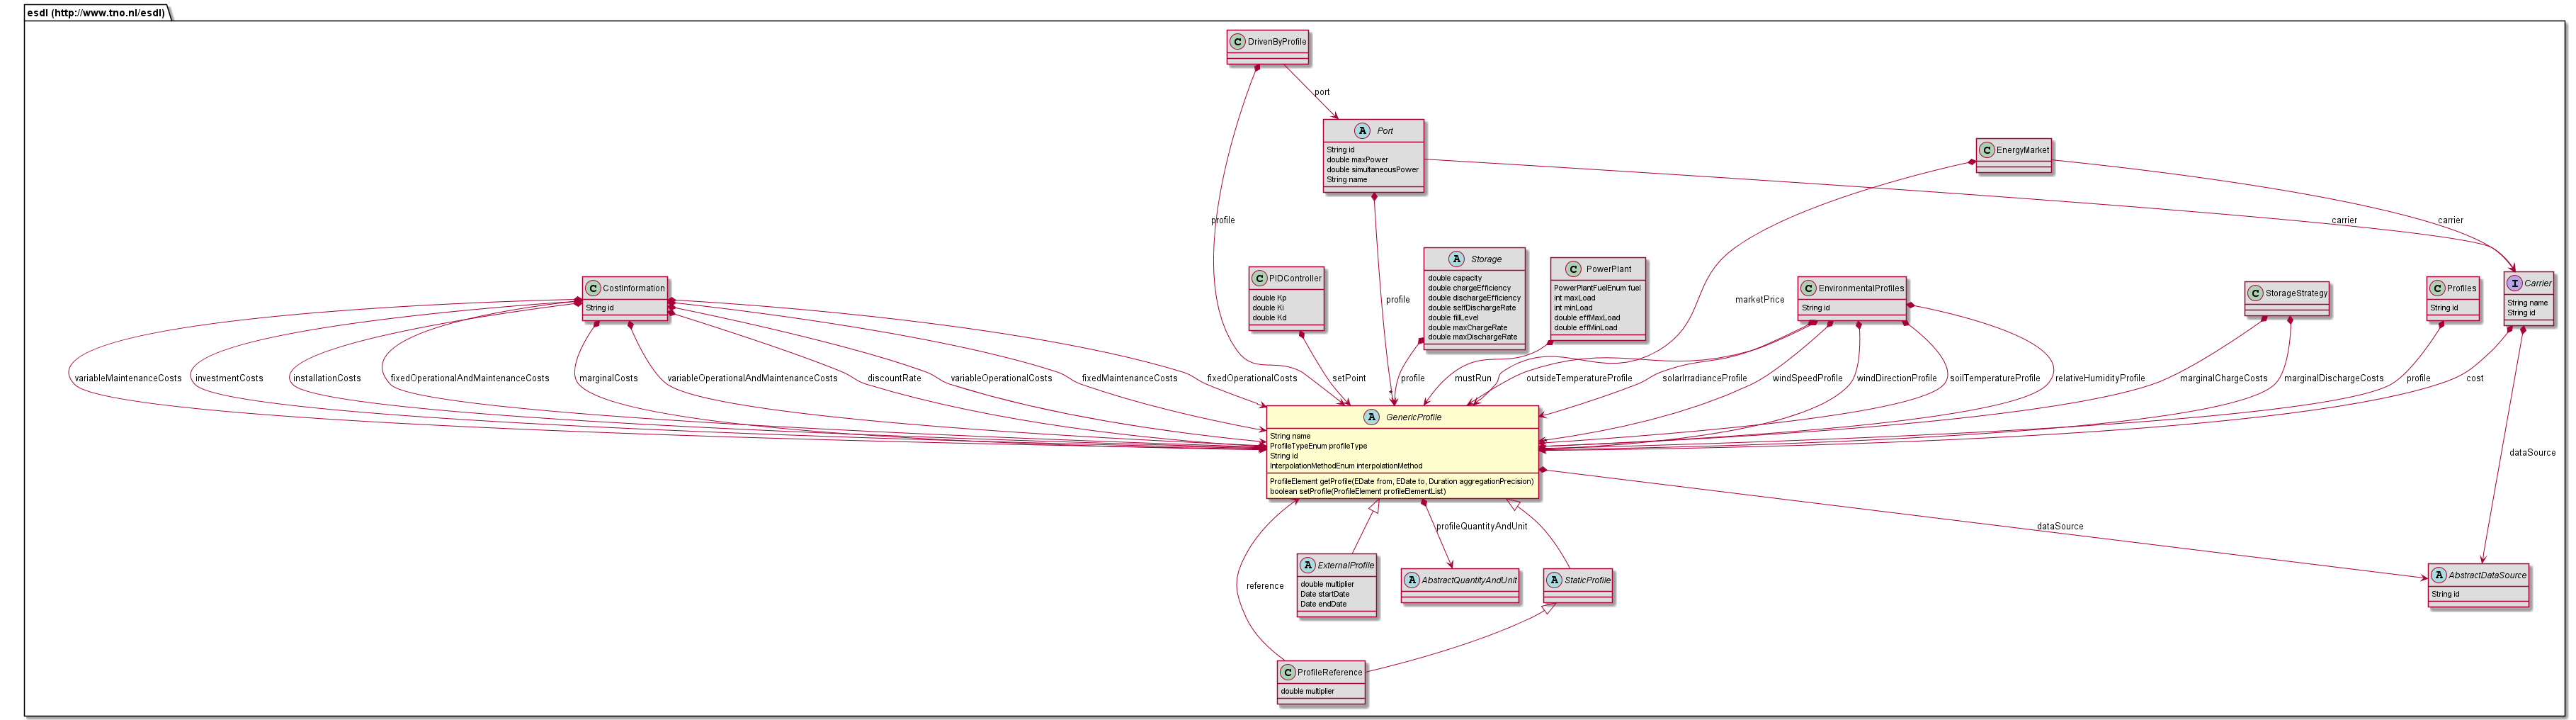 esdl (http://www.tno.nl/esdl)
C DrivenByProfile
port
A Port
String id
double maxPower
double simultaneousPower
String name
C EnergyMarket
profile
carrier
carrier
A Storage
double capacity
double chargeEfficiency
double dischargeEfficiency
double selfDischargeRate
double fillLevel
double maxChargeRate
double maxDischargeRate
C PowerPlant
PowerPlantFuelEnum fuel
int maxLoad
int minLoad
double effMaxLoad
double effMinLoad
C PIDController
double Kp
double Ki
double Kd
C CostInformation
String id
profile
marketPrice
C EnvironmentalProfiles
String id
C StorageStrategy
C Profiles
String id
I Carrier
String name
String id
variableMaintenanceCosts
investmentCosts
installationCosts
fixedOperationalAndMaintenanceCosts
marginalCosts
variableOperationalAndMaintenanceCosts
discountRate
variableOperationalCosts
fixedMaintenanceCosts
fixedOperationalCosts
setPoint
profile
*
mustRun
outsideTemperatureProfile
solarIrradianceProfile
windSpeedProfile
windDirectionProfile
soilTemperatureProfile
relativeHumidityProfile
marginalChargeCosts
marginalDischargeCosts
profile
cost
A GenericProfile
String name
ProfileTypeEnum profileType
String id
InterpolationMethodEnum interpolationMethod
ProfileElement getProfile(EDate from, EDate to, Duration aggregationPrecision)
boolean setProfile(ProfileElement profileElementList)
dataSource
profileQuantityAndUnit
dataSource
A ExternalProfile
double multiplier
Date startDate
Date endDate
A AbstractQuantityAndUnit
A StaticProfile
A AbstractDataSource
String id
reference
C ProfileReference
double multiplier